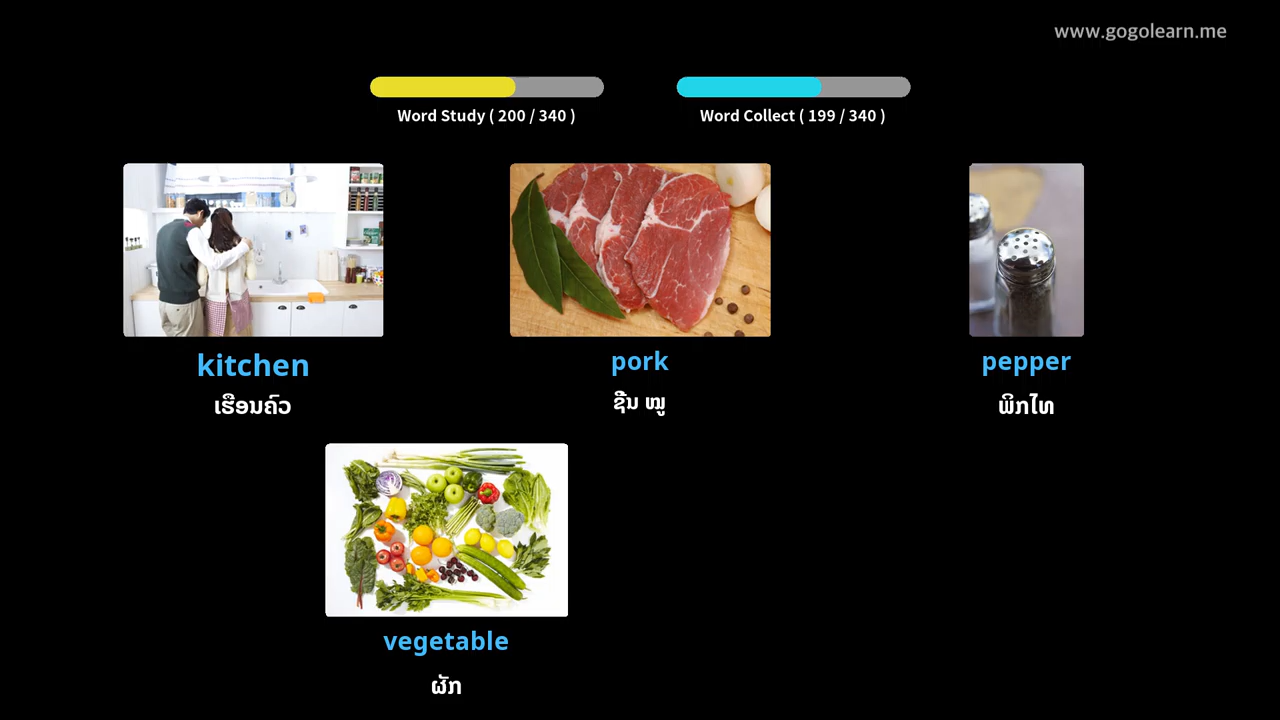 www.gogolearn.me
Word Study ( 200 / 340 )
Word Collect ( 199 / 340 )
kitchen
ເຮືອນຄົວ
pork
ຊີ້ນ ໝູ
pepper
ພິກໄທ
vegetable
ຜັກ